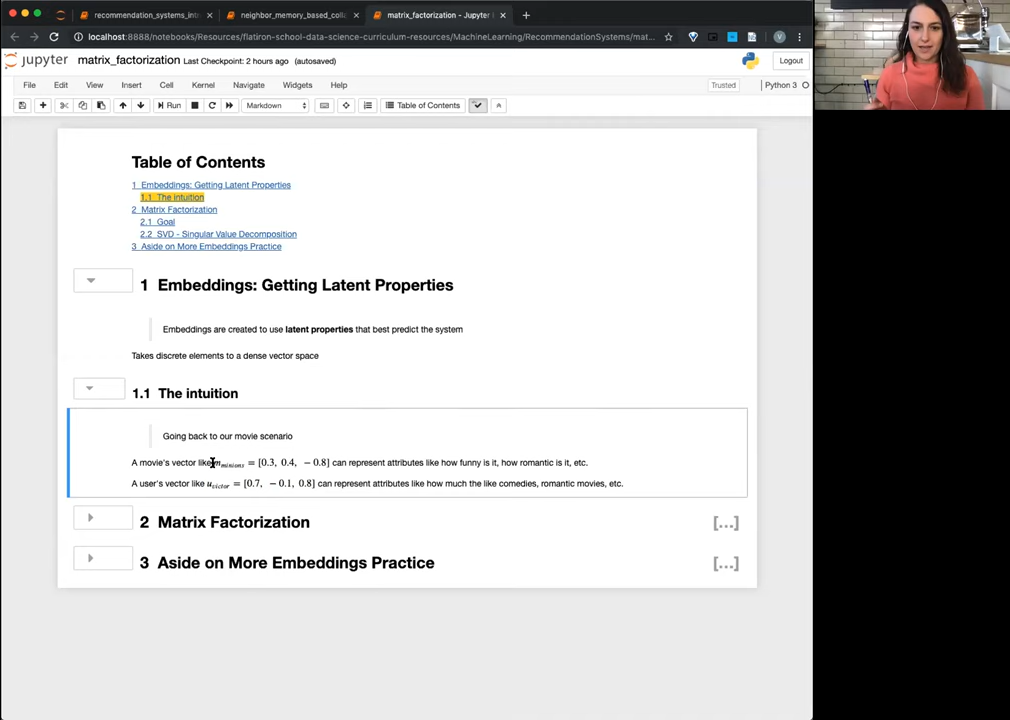 recommendation_systems_int
neighbor_memory_based_colla
matrix_factorization - Jupyter
localhost:8888/notebooks/Resources/flatiron-school-data-science-curriculum-resources/MachineLearning/RecommendationSystems/mat...
V
jupyter matrix_factorization Last Checkpoint: 2 hours ago (autosaved)
Logout
File Edit View Insert Cell Kernel Navigate Widgets Help
Trusted
Python 3
Run
Markdown
Table of Contents
Table of Contents
1 Embeddings: Getting Latent Properties
1.1 The intuition
2 Matrix Factorization
2.1 Goal
2.2 SVD - Singular Value Decomposition
3 Aside on More Embeddings Practice
1 Embeddings: Getting Latent Properties
Embeddings are created to use latent properties that best predict the system
Takes discrete elements to a dense vector space
1.1 The intuition
Going back to our movie scenario
A movie's vector like m_minions = [0.3, 0.4, − 0.8] can represent attributes like how funny is it, how romantic is it, etc.
A user's vector like u_victor = [0.7, − 0.1, 0.8] can represent attributes like how much the like comedies, romantic movies, etc.
2 Matrix Factorization
[...]
3 Aside on More Embeddings Practice
[...]